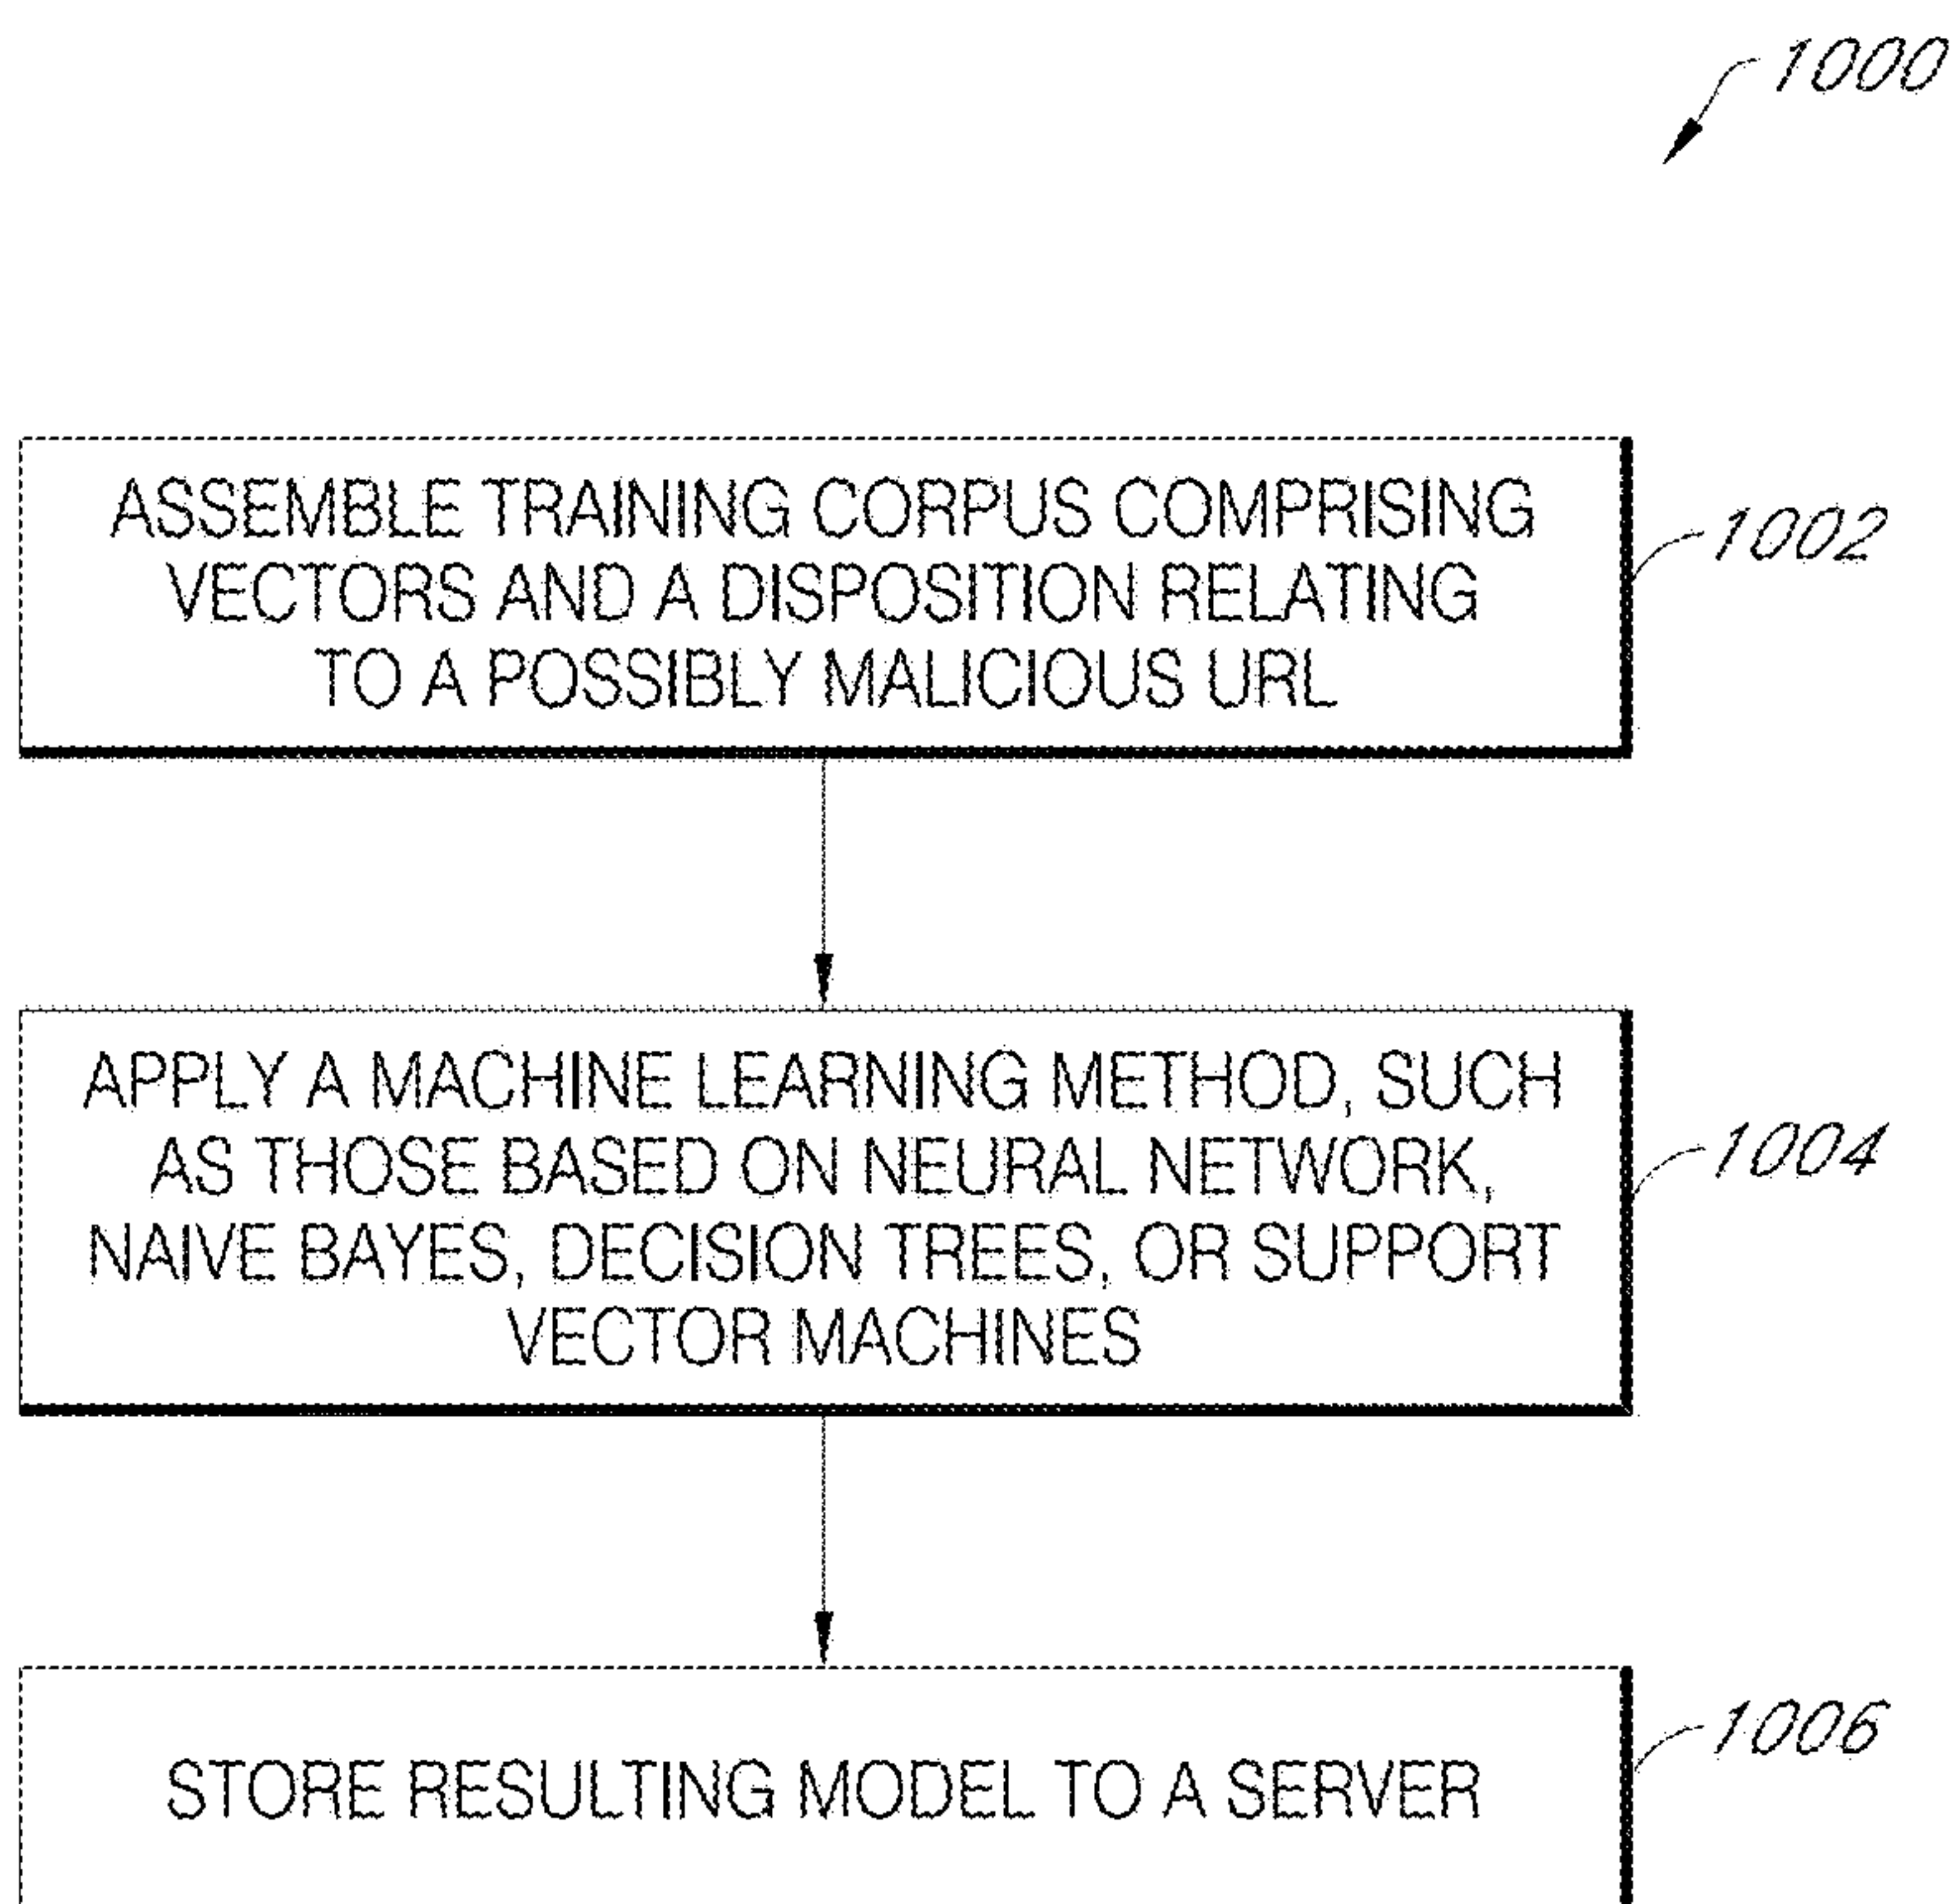 1000
ASSEMBLE TRAINING CORPUS COMPRISING
VECTORS AND A DISPOSITION RELATING
TO A POSSIBLY MALICIOUS URL
1002
APPLY A MACHINE LEARNING METHOD, SUCH
AS THOSE BASED ON NEURAL NETWORK,
NAIVE BAYES, DECISION TREES, OR SUPPORT
VECTOR MACHINES
1004
STORE RESULTING MODEL TO A SERVER
1006